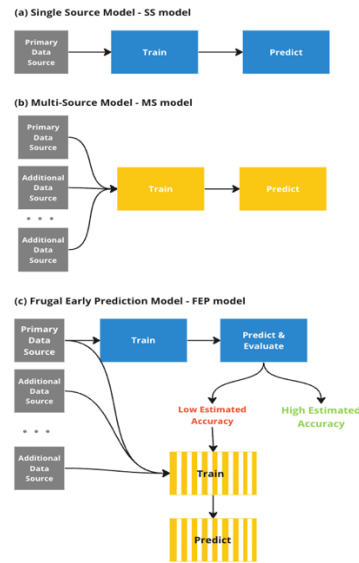 (a) Single Source Model - SS model
Primary
Data
Source
Train
Predict
(b) Multi-Source Model - MS model
Primary
Data
Source
Additional
Data
Source
Additional
Data
Source
Train
Predict
(c) Frugal Early Prediction Model - FEP model
Primary
Data
Source
Train
Predict &
Evaluate
Additional
Data
Source
Low Estimated
Accuracy
High Estimated
Accuracy
Additional
Data
Source
Train
Predict